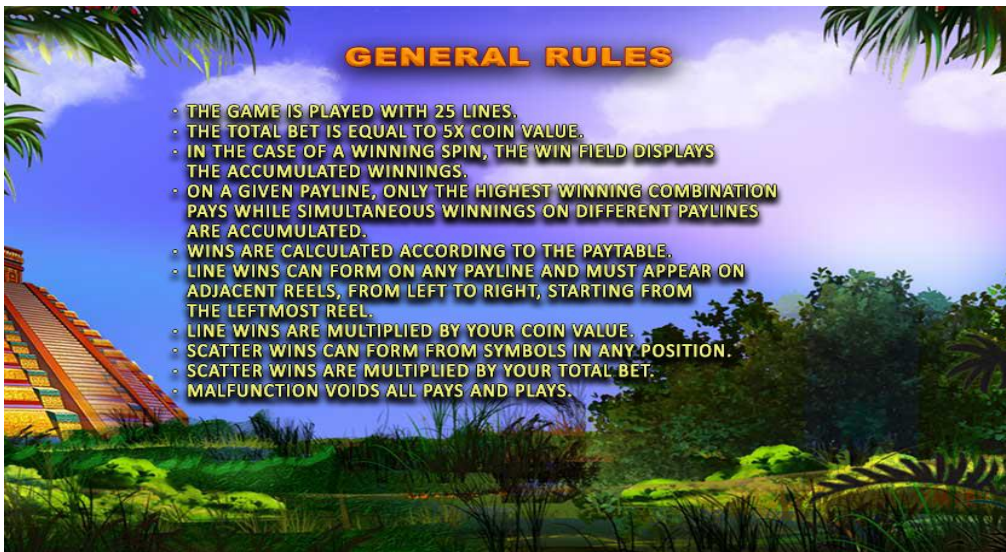 GENERAL RULES
· THE GAME IS PLAYED WITH 25 LINES.
· THE TOTAL BET IS EQUAL TO 5X COIN VALUE.
· IN THE CASE OF A WINNING SPIN, THE WIN FIELD DISPLAYS
THE ACCUMULATED WINNINGS.
· ON A GIVEN PAYLINE, ONLY THE HIGHEST WINNING COMBINATION
PAYS WHILE SIMULTANEOUS WINNINGS ON DIFFERENT PAYLINES
ARE ACCUMULATED.
· WINS ARE CALCULATED ACCORDING TO THE PAYTABLE.
· LINE WINS CAN FORM ON ANY PAYLINE AND MUST APPEAR ON
ADJACENT REELS, FROM LEFT TO RIGHT, STARTING FROM
THE LEFTMOST REEL.
· LINE WINS ARE MULTIPLIED BY YOUR COIN VALUE.
· SCATTER WINS CAN FORM FROM SYMBOLS IN ANY POSITION.
· SCATTER WINS ARE MULTIPLIED BY YOUR TOTAL BET.
· MALFUNCTION VOIDS ALL PAYS AND PLAYS.